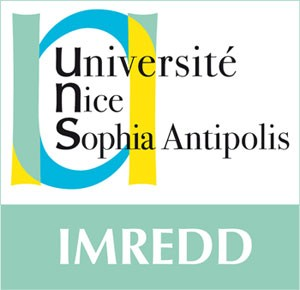 Université
Nice
Sophia Antipolis
IMREDD